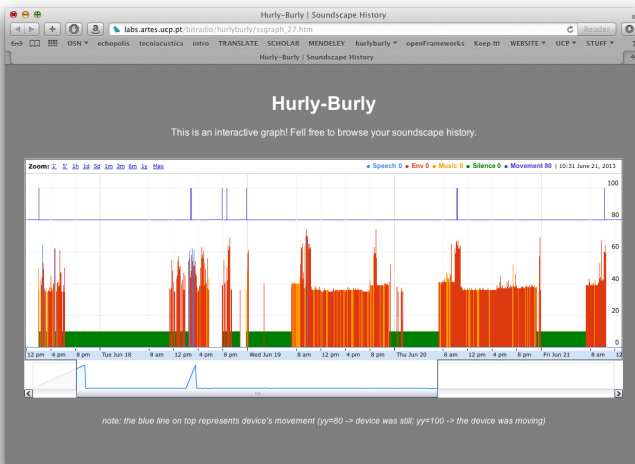 Hurly-Burly | Soundscape History
labs.artes.ucp.pt/bitradio/hurlyburly/ssgraph_27.htm
Reader
OSN echopolis tecniacustica intro TRANSLATE SCHOLAR MENDELEY hurlyburly openFrameworks Keep It! WEBSITE UCP STUFF
Hurly-Burly | Soundscape History
Hurly-Burly
This is an interactive graph! Fell free to browse your soundscape history.
Zoom: 1' 5' 1h 1d 5d 1m 3m 6m 1y Max Speech 0 Env 0 Music 0 Silence 0 Movement 80 | 10:31 June 21, 2013
100
80
60
40
20
0
12 pm 4 pm 8 pm Tue Jun 18 8 am 12 pm 4 pm 8 pm Wed Jun 19 8 am 12 pm 4 pm 8 pm Thu Jun 20 8 am 12 pm 4 pm 8 pm Fri Jun 21 8 am 12
note: the blue line on top represents device's movement (yy=80 -> device was still; yy=100 -> the device was moving)